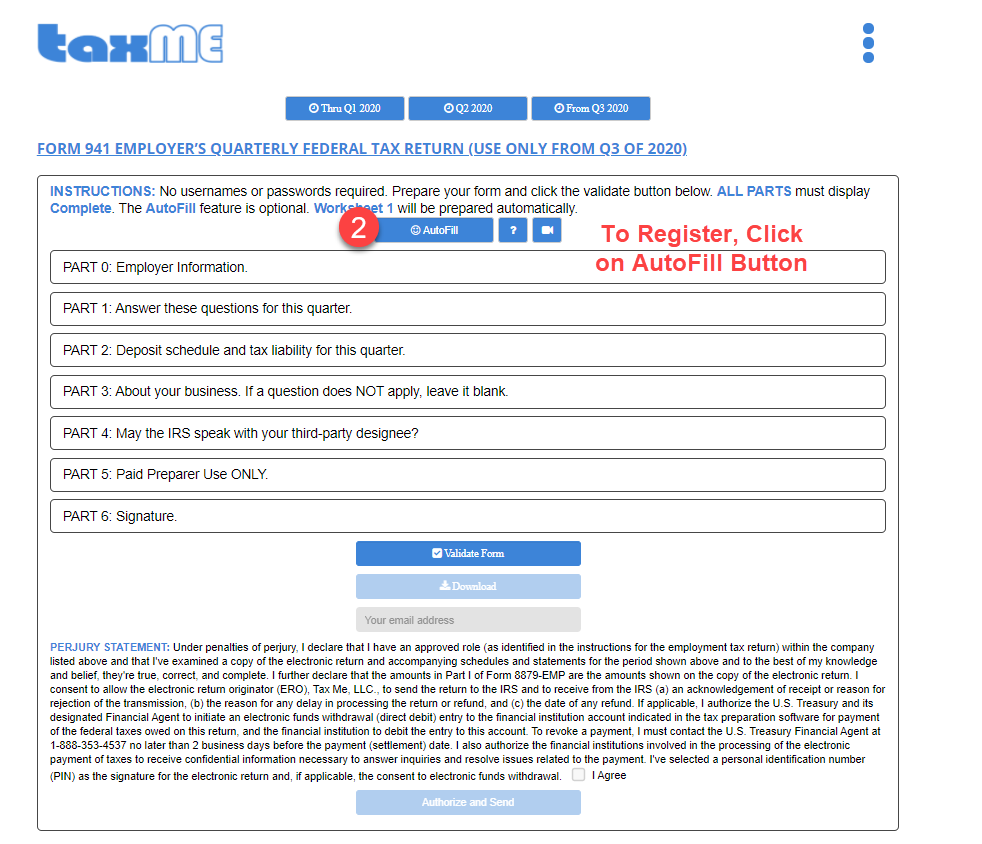 taxME
Thru Q1 2020 Q2 2020 From Q3 2020
FORM 941 EMPLOYER'S QUARTERLY FEDERAL TAX RETURN (USE ONLY FROM Q3 OF 2020)
INSTRUCTIONS: No usernames or passwords required. Prepare your form and click the validate button below. ALL PARTS must display
Complete. The AutoFill feature is optional. Worksheet 1 will be prepared automatically.
2 AutoFill ?
To Register, Click
on AutoFill Button
PART 0: Employer Information.
PART 1: Answer these questions for this quarter.
PART 2: Deposit schedule and tax liability for this quarter.
PART 3: About your business. If a question does NOT apply, leave it blank.
PART 4: May the IRS speak with your third-party designee?
PART 5: Paid Preparer Use ONLY.
PART 6: Signature.
Validate Form
Download
Your email address
PERJURY STATEMENT: Under penalties of perjury, I declare that I have an approved role (as identified in the instructions for the employment tax return) within the company
listed above and that I've examined a copy of the electronic return and accompanying schedules and statements for the period shown above and to the best of my knowledge
and belief, they're true, correct, and complete. I further declare that the amounts in Part I of Form 8879-EMP are the amounts shown on the copy of the electronic return. I
consent to allow the electronic return originator (ERO), Tax Me, LLC., to send the return to the IRS and to receive from the IRS (a) an acknowledgement of receipt or reason for
rejection of the transmission, (b) the reason for any delay in processing the return or refund, and (c) the date of any refund. If applicable, I authorize the U.S. Treasury and its
designated Financial Agent to initiate an electronic funds withdrawal (direct debit) entry to the financial institution account indicated in the tax preparation software for payment
of the federal taxes owed on this return, and the financial institution to debit the entry to this account. To revoke a payment, I must contact the U.S. Treasury Financial Agent at
1-888-353-4537 no later than 2 business days before the payment (settlement) date. I also authorize the financial institutions involved in the processing of the electronic
payment of taxes to receive confidential information necessary to answer inquiries and resolve issues related to the payment. I've selected a personal identification number
(PIN) as the signature for the electronic return and, if applicable, the consent to electronic funds withdrawal. I Agree
Authorize and Send